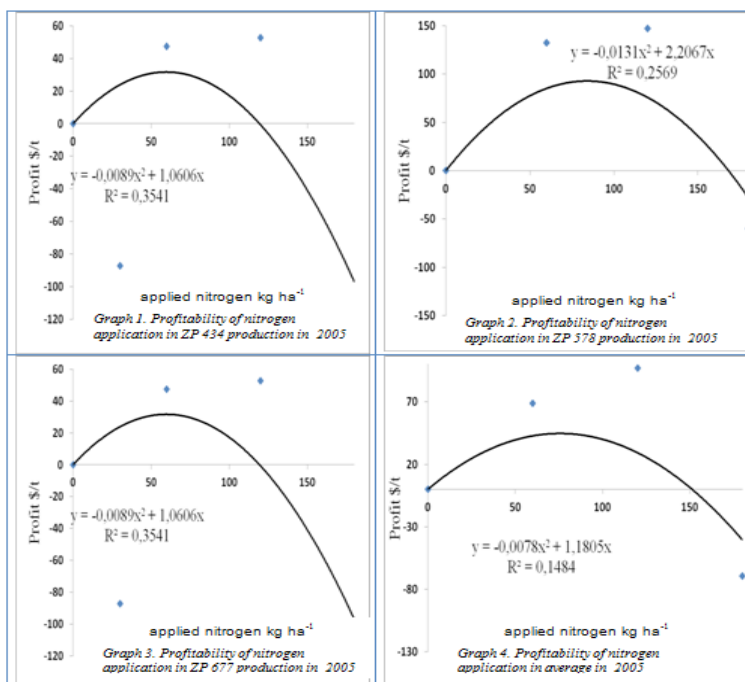 60
40
20
0
-20
-40
-60
-80
-100
-120
0 50 100 150
Profit $/t
y = -0,0089x² + 1,0606x
R² = 0,3541
applied nitrogen kg ha⁻¹
Graph 1. Profitability of nitrogen
application in ZP 434 production in 2005
150
100
50
0
-50
-100
-150
0 50 100 150
Profit $/t
y = -0,0131x² + 2,2067x
R² = 0,2569
applied nitrogen kg ha⁻¹
Graph 2. Profitability of nitrogen
application in ZP 578 production in 2005
60
40
20
0
-20
-40
-60
-80
-100
-120
0 50 100 150
Profit $/t
y = -0,0089x² + 1,0606x
R² = 0,3541
applied nitrogen kg ha⁻¹
Graph 3. Profitability of nitrogen
application in ZP 677 production in 2005
70
20
-30
-80
-130
0 50 100 150
Profit $/t
y = -0,0078x² + 1,1805x
R² = 0,1484
applied nitrogen kg ha⁻¹
Graph 4. Profitability of nitrogen
application in average in 2005